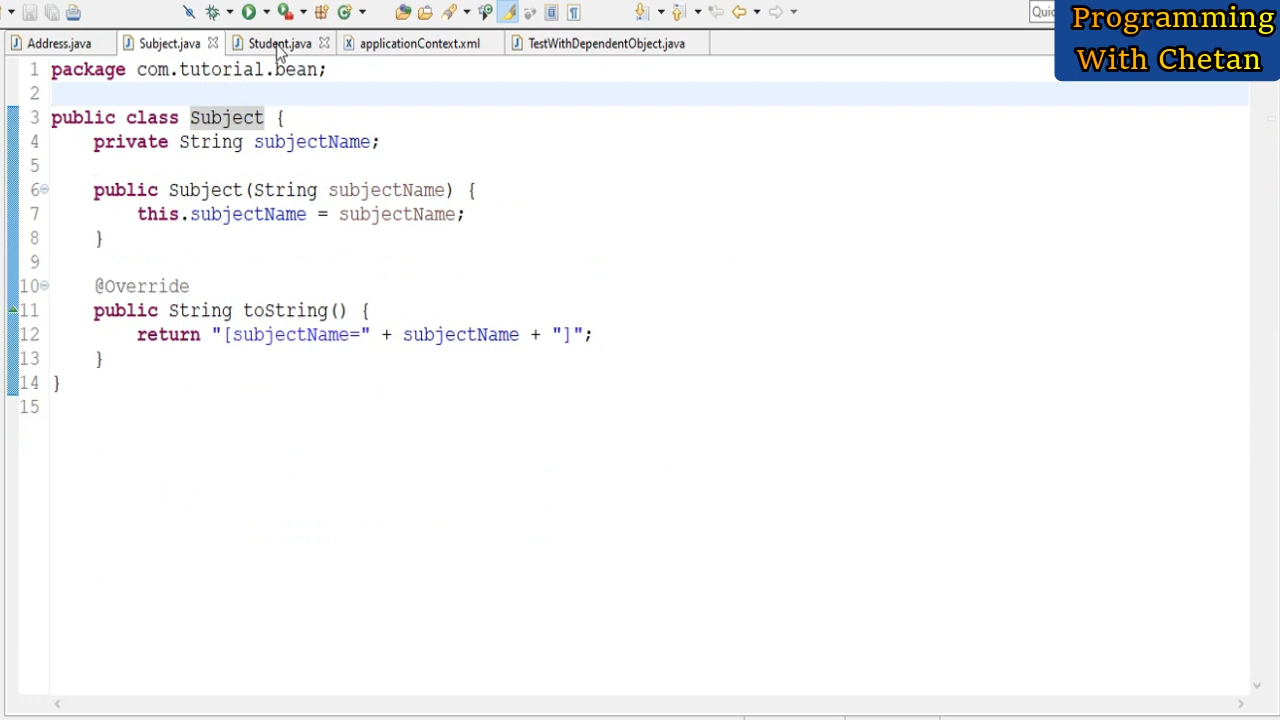 Quic
Programming
With Chetan
Address.java
Subject.java
Student.java
applicationContext.xml
TestWithDependentObject.java
1 package com.tutorial.bean;
2
3 public class Subject {
4 private String subjectName;
5
6 public Subject(String subjectName) {
7 this.subjectName = subjectName;
8 }
9
10 @Override
11 public String toString() {
12 return "[subjectName=" + subjectName + "]";
13 }
14 }
15